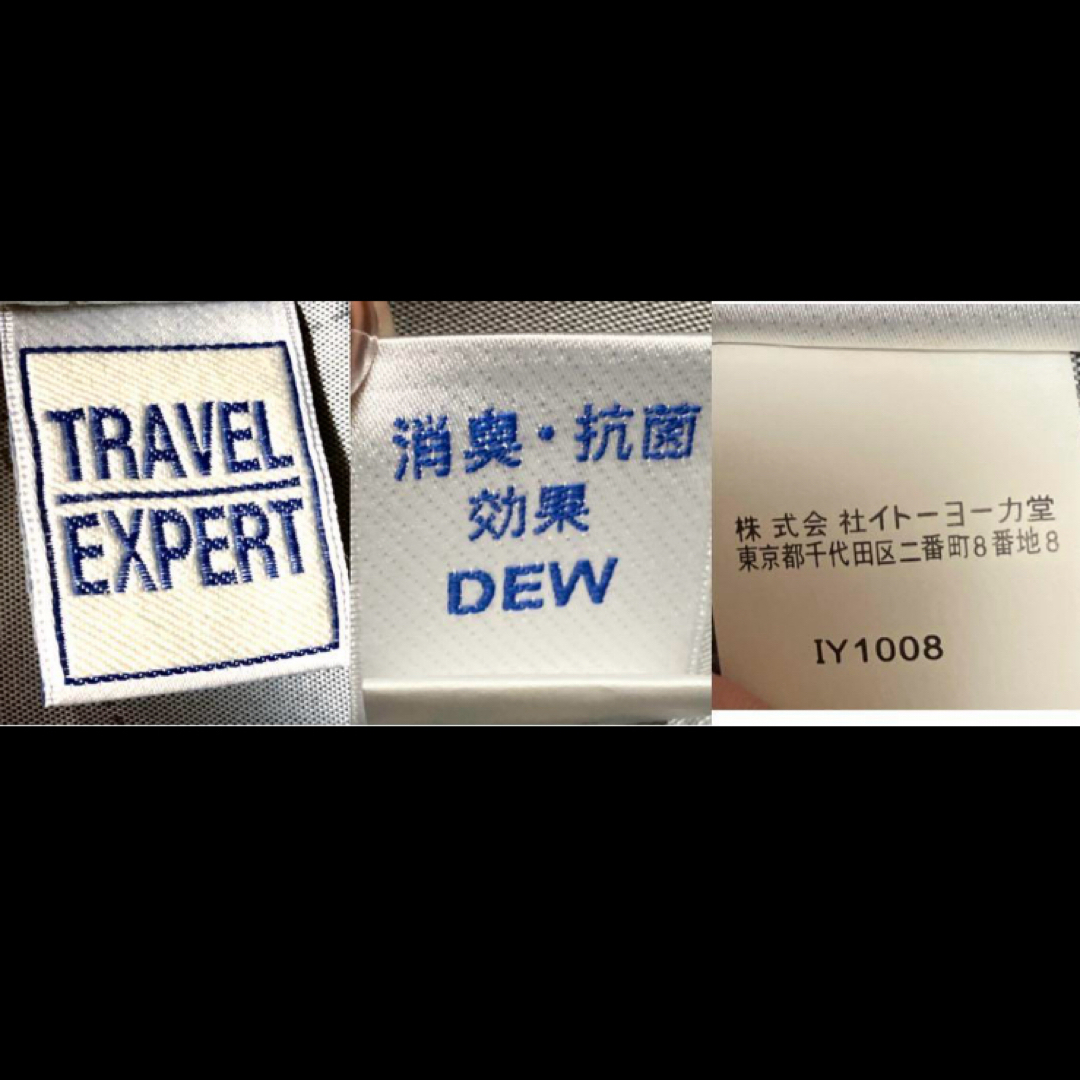 TRAVEL
EXPERT
消臭・抗菌
効果
DEW
株式会社イトーヨーカ堂
東京都千代田区二番町8番地8
IY1008